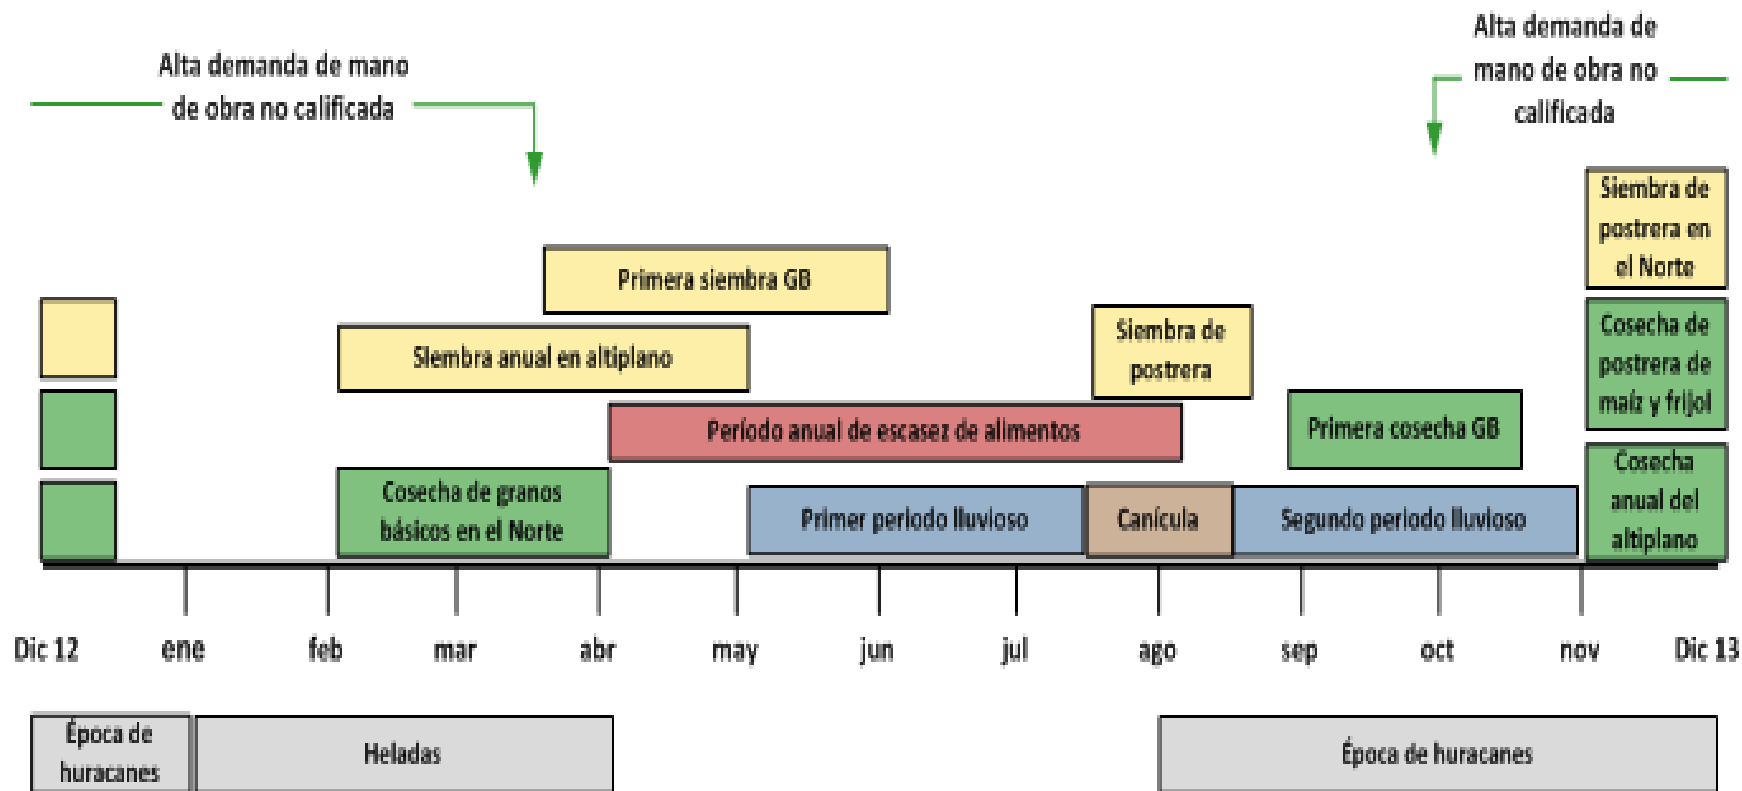 Alta demanda de mano
de obra no calificada
Alta demanda de
mano de obra no
calificada
Siembra de
postrera en
el Norte
Primera siembra GB
Siembra anual en altiplano
Siembra de
postrera
Cosecha de
postrera de
maíz y frijol
Período anual de escasez de alimentos
Primera cosecha GB
Cosecha de granos
básicos en el Norte
Primer periodo lluvioso
Canícula
Segundo periodo lluvioso
Cosecha
anual del
altiplano
Dic 12 ene feb mar abr may jun jul ago sep oct nov Dic 13
Época de
huracanes
Heladas
Época de huracanes